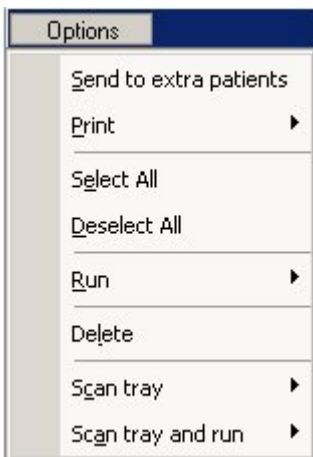 Options
Send to extra patients
Print
Select All
Deselect All
Run
Delete
Scan tray
Scan tray and run